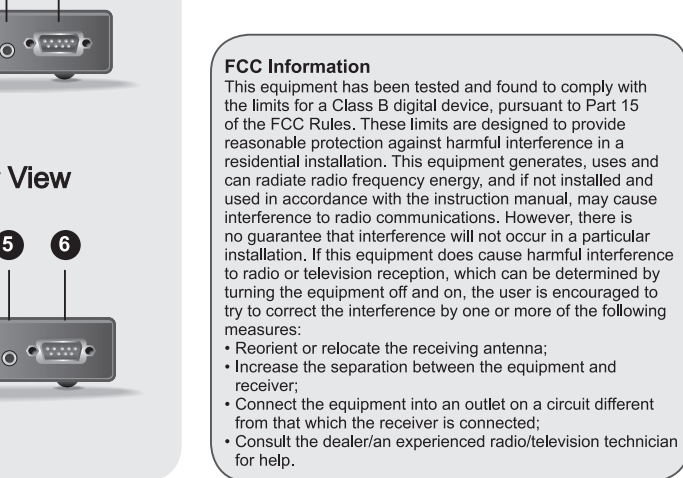 View
5 6
FCC Information
This equipment has been tested and found to comply with
the limits for a Class B digital device, pursuant to Part 15
of the FCC Rules. These limits are designed to provide
reasonable protection against harmful interference in a
residential installation. This equipment generates, uses and
can radiate radio frequency energy, and if not installed and
used in accordance with the instruction manual, may cause
interference to radio communications. However, there is
no guarantee that interference will not occur in a particular
installation. If this equipment does cause harmful interference
to radio or television reception, which can be determined by
turning the equipment off and on, the user is encouraged to
try to correct the interference by one or more of the following
measures:
• Reorient or relocate the receiving antenna;
• Increase the separation between the equipment and
receiver;
• Connect the equipment into an outlet on a circuit different
from that which the receiver is connected;
• Consult the dealer/an experienced radio/television technician
for help.